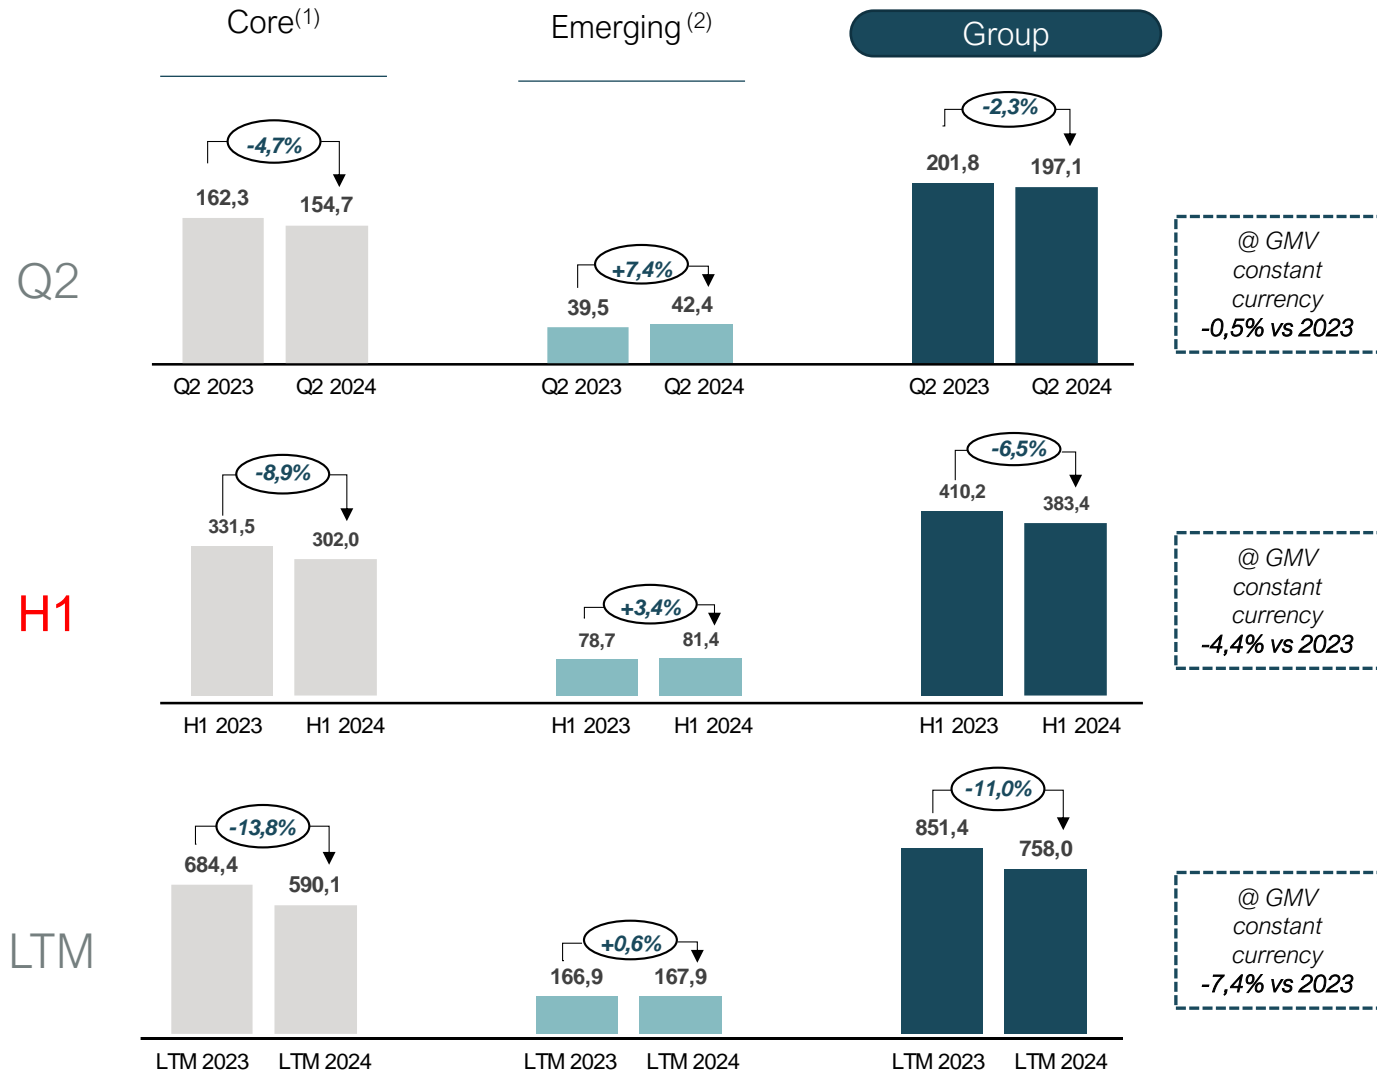 Core(1)
Emerging (2)
Group
Q2
-4,7%
162,3
154,7
Q2 2023
Q2 2024
+7,4%
39,5
42,4
Q2 2023
Q2 2024
-2,3%
201,8
197,1
Q2 2023
Q2 2024
@ GMV
constant
currency
-0,5% vs 2023
H1
-8,9%
331,5
302,0
H1 2023
H1 2024
+3,4%
78,7
81,4
H1 2023
H1 2024
-6,5%
410,2
383,4
H1 2023
H1 2024
@ GMV
constant
currency
-4,4% vs 2023
LTM
-13,8%
684,4
590,1
LTM 2023
LTM 2024
+0,6%
166,9
167,9
LTM 2023
LTM 2024
-11,0%
851,4
758,0
LTM 2023
LTM 2024
@ GMV
constant
currency
-7,4% vs 2023